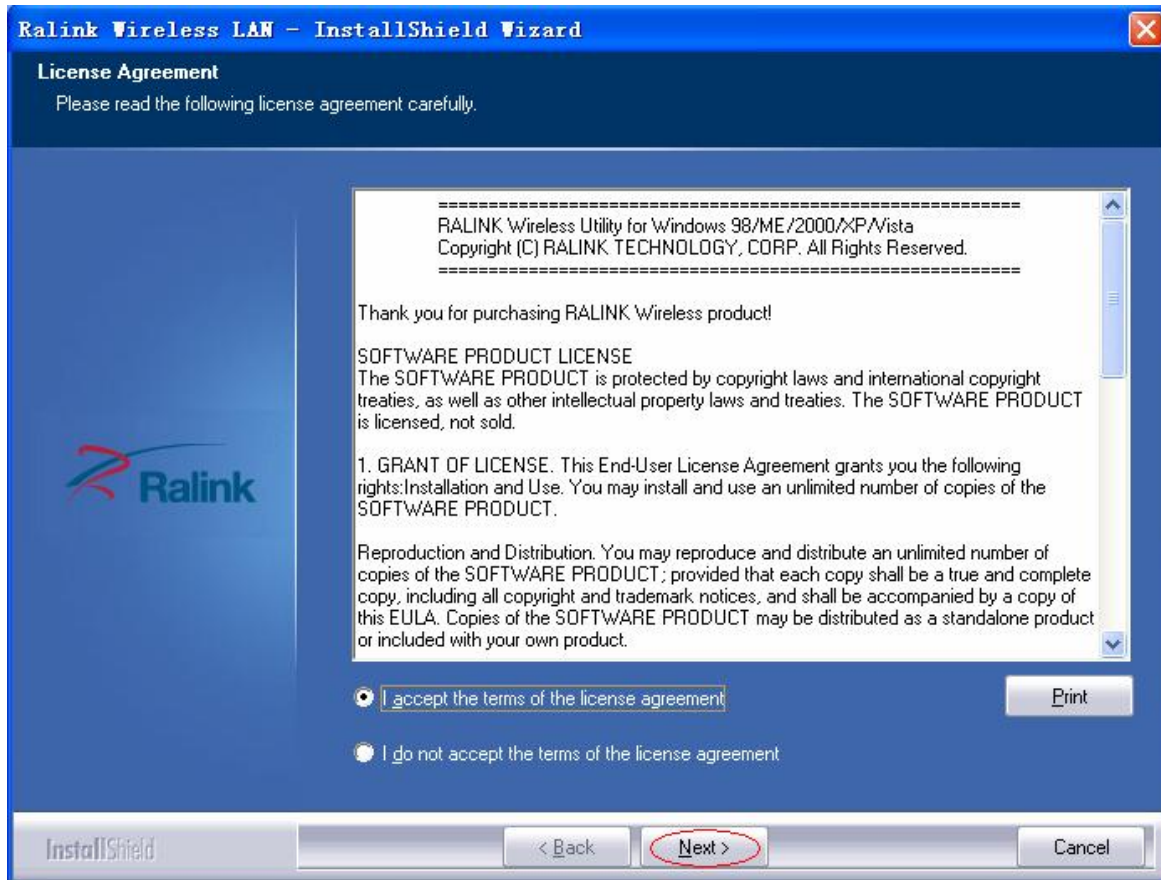 Ralink Wireless LAN - InstallShield Wizard
License Agreement
Please read the following license agreement carefully.
==========================================================
RALINK Wireless Utility for Windows 98/ME/2000/XP/Vista
Copyright (C) RALINK TECHNOLOGY, CORP. All Rights Reserved.
==========================================================
Thank you for purchasing RALINK Wireless product!
SOFTWARE PRODUCT LICENSE
The SOFTWARE PRODUCT is protected by copyright laws and international copyright
treaties, as well as other intellectual property laws and treaties. The SOFTWARE PRODUCT
is licensed, not sold.
1. GRANT OF LICENSE. This End-User License Agreement grants you the following
rights:Installation and Use. You may install and use an unlimited number of copies of the
SOFTWARE PRODUCT.
Reproduction and Distribution. You may reproduce and distribute an unlimited number of
copies of the SOFTWARE PRODUCT; provided that each copy shall be a true and complete
copy, including all copyright and trademark notices, and shall be accompanied by a copy of
this EULA. Copies of the SOFTWARE PRODUCT may be distributed as a standalone product
or included with your own product.
Ralink
I accept the terms of the license agreement
Print
I do not accept the terms of the license agreement
InstallShield
< Back
Next >
Cancel